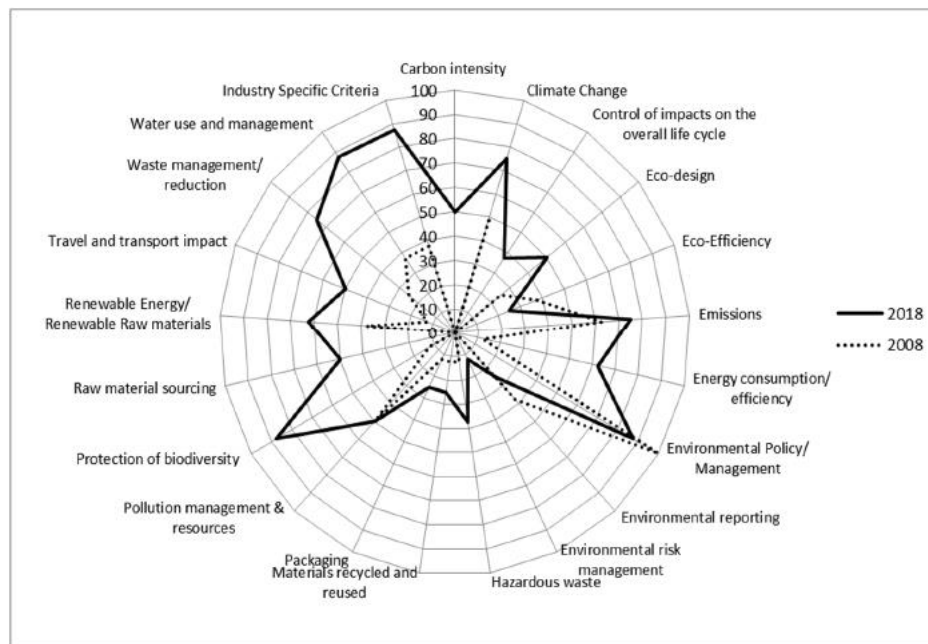 Carbon intensity
Climate Change
Control of impacts on the
overall life cycle
Eco-design
Eco-Efficiency
Emissions
Energy consumption/
efficiency
Environmental Policy/
Management
Environmental reporting
Environmental risk
management
Hazardous waste
Materials recycled and
reused
Packaging
Pollution management &
resources
Protection of biodiversity
Raw material sourcing
Renewable Energy/
Renewable Raw materials
Travel and transport impact
Waste management/
reduction
Water use and management
Industry Specific Criteria
100
90
80
70
60
50
40
30
20
10
0
2018
2008